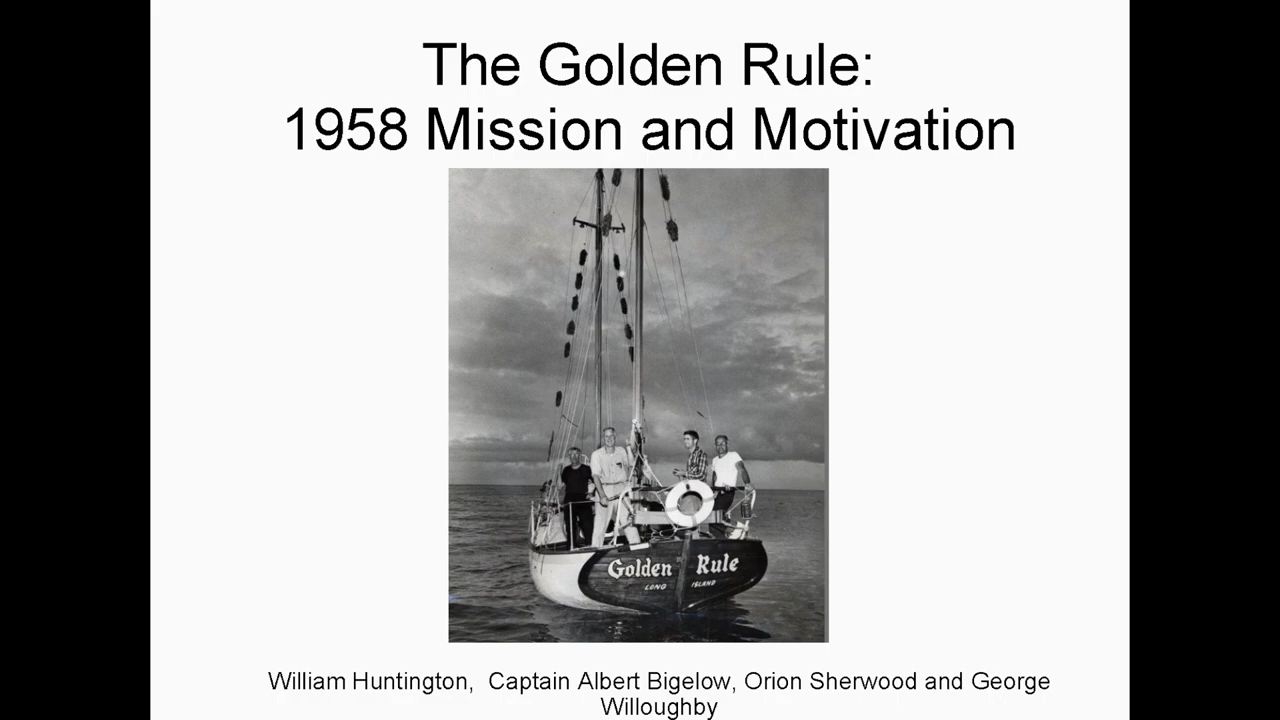 The Golden Rule:
1958 Mission and Motivation
Golden Rule
LONG ISLAND
William Huntington,  Captain Albert Bigelow, Orion Sherwood and George
Willoughby